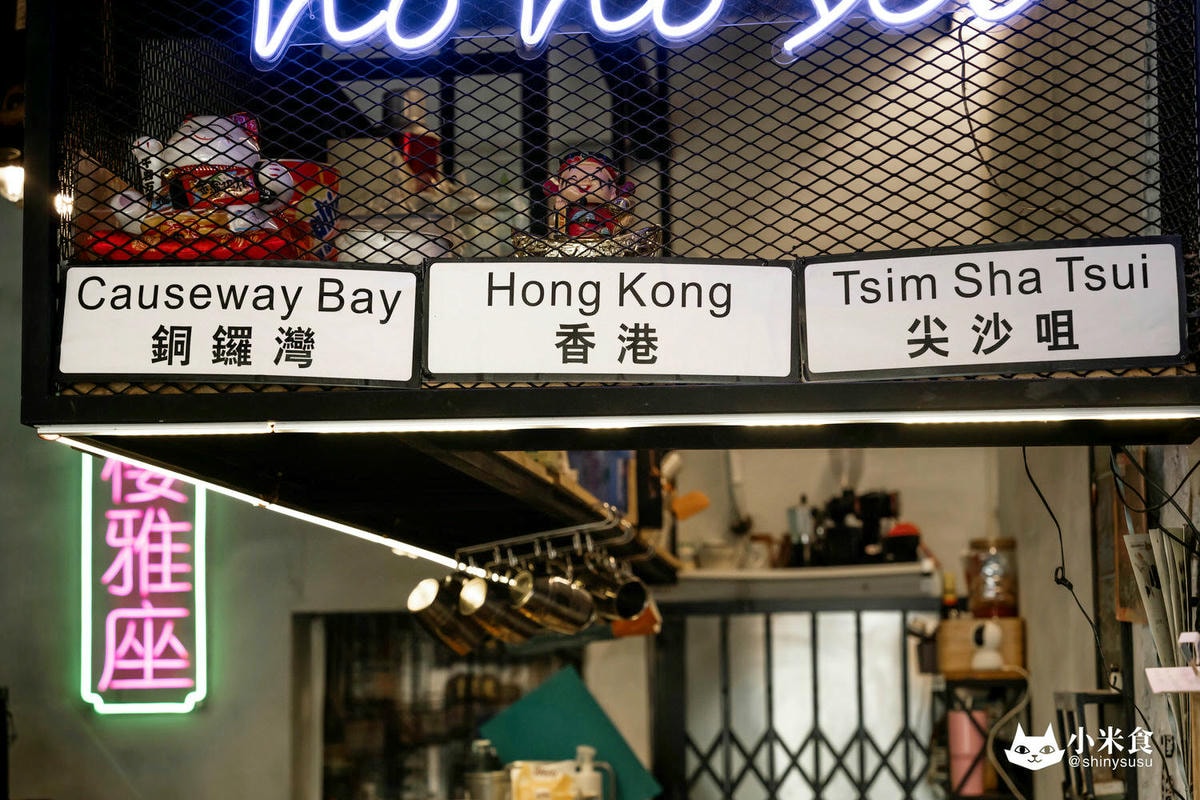 Causeway Bay
銅鑼灣
Hong Kong
香港
Tsim Sha Tsui
尖沙咀
樓雅座
小米食
@shinysusu